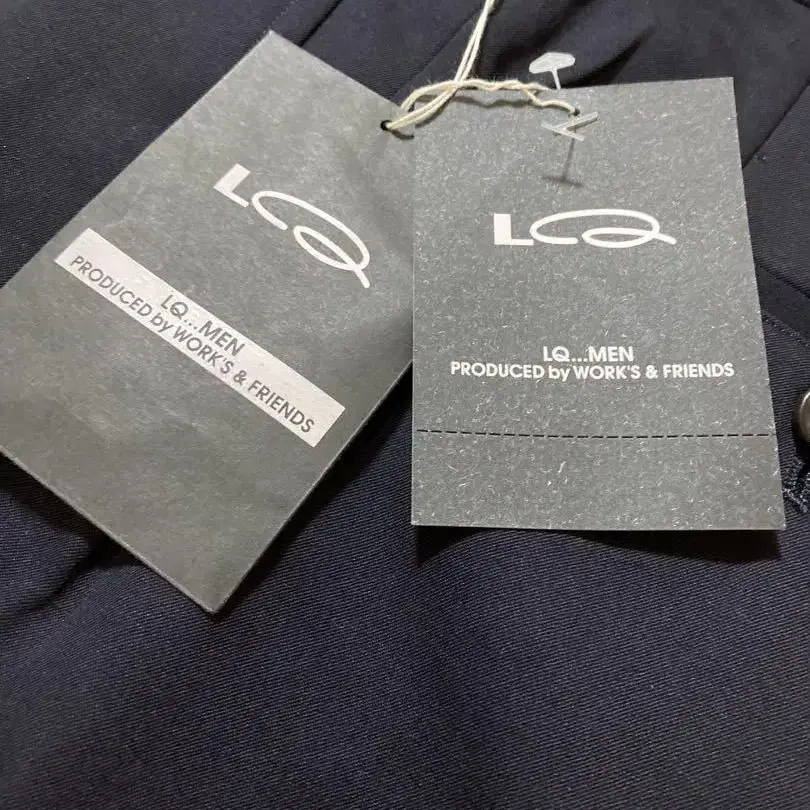 LQ
LQ...MEN
PRODUCED by WORK'S & FRIENDS
LQ
LQ...MEN
PRODUCED by WORK'S & FRIENDS